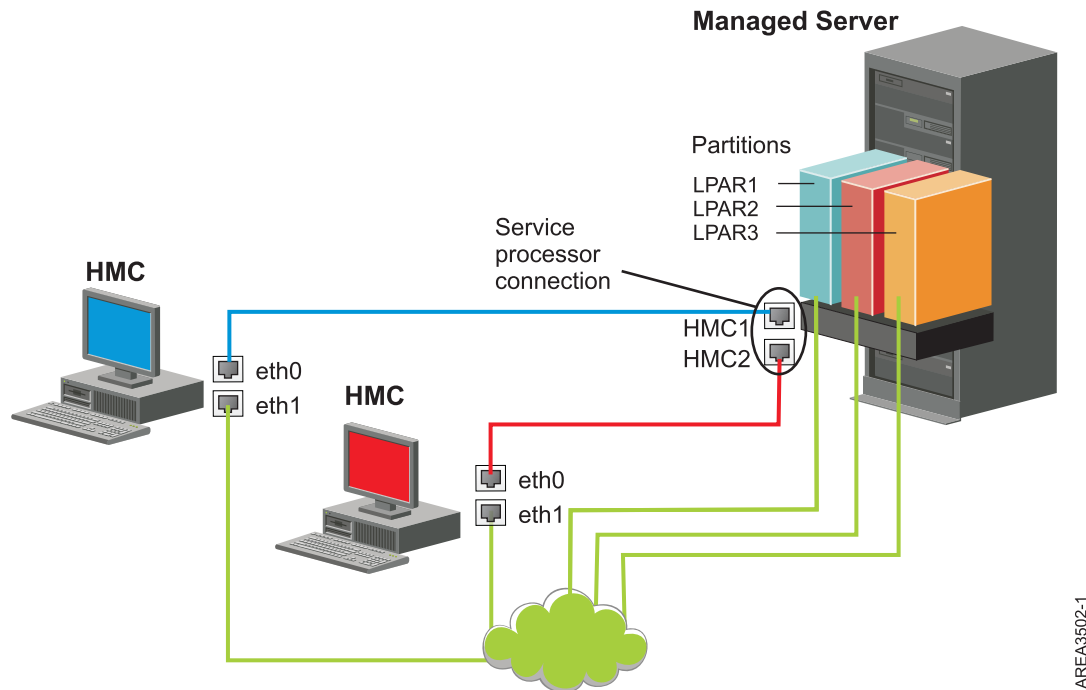 Managed Server
Partitions
LPAR1
LPAR2
LPAR3
Service
processor
connection
HMC
HMC1
HMC2
eth0
eth1
HMC
eth0
eth1
AREA3502-1